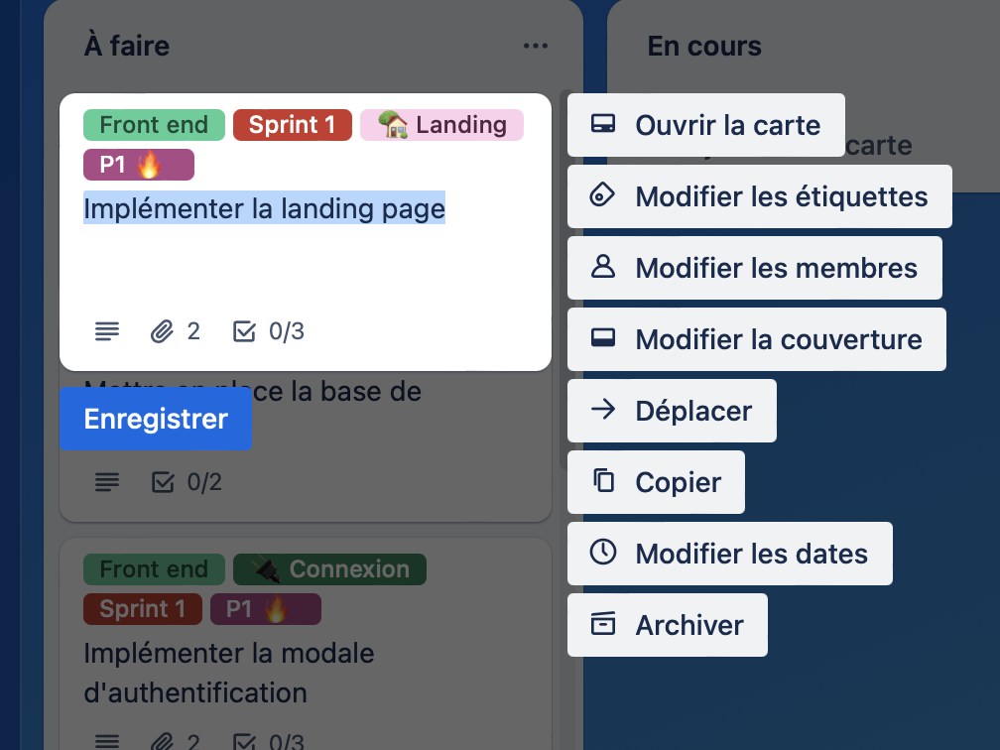 À faire
En cours
Front end Sprint 1 Landing
P1
Implémenter la landing page
2 0/3
Enregistrer
Ouvrir la carte
carte
Modifier les étiquettes
Modifier les membres
Modifier la couverture
Déplacer
Copier
Modifier les dates
Archiver
Mettre en place la base de
0/2
Front end Connexion
Sprint 1 P1
Implémenter la modale
d'authentification
2 0/3